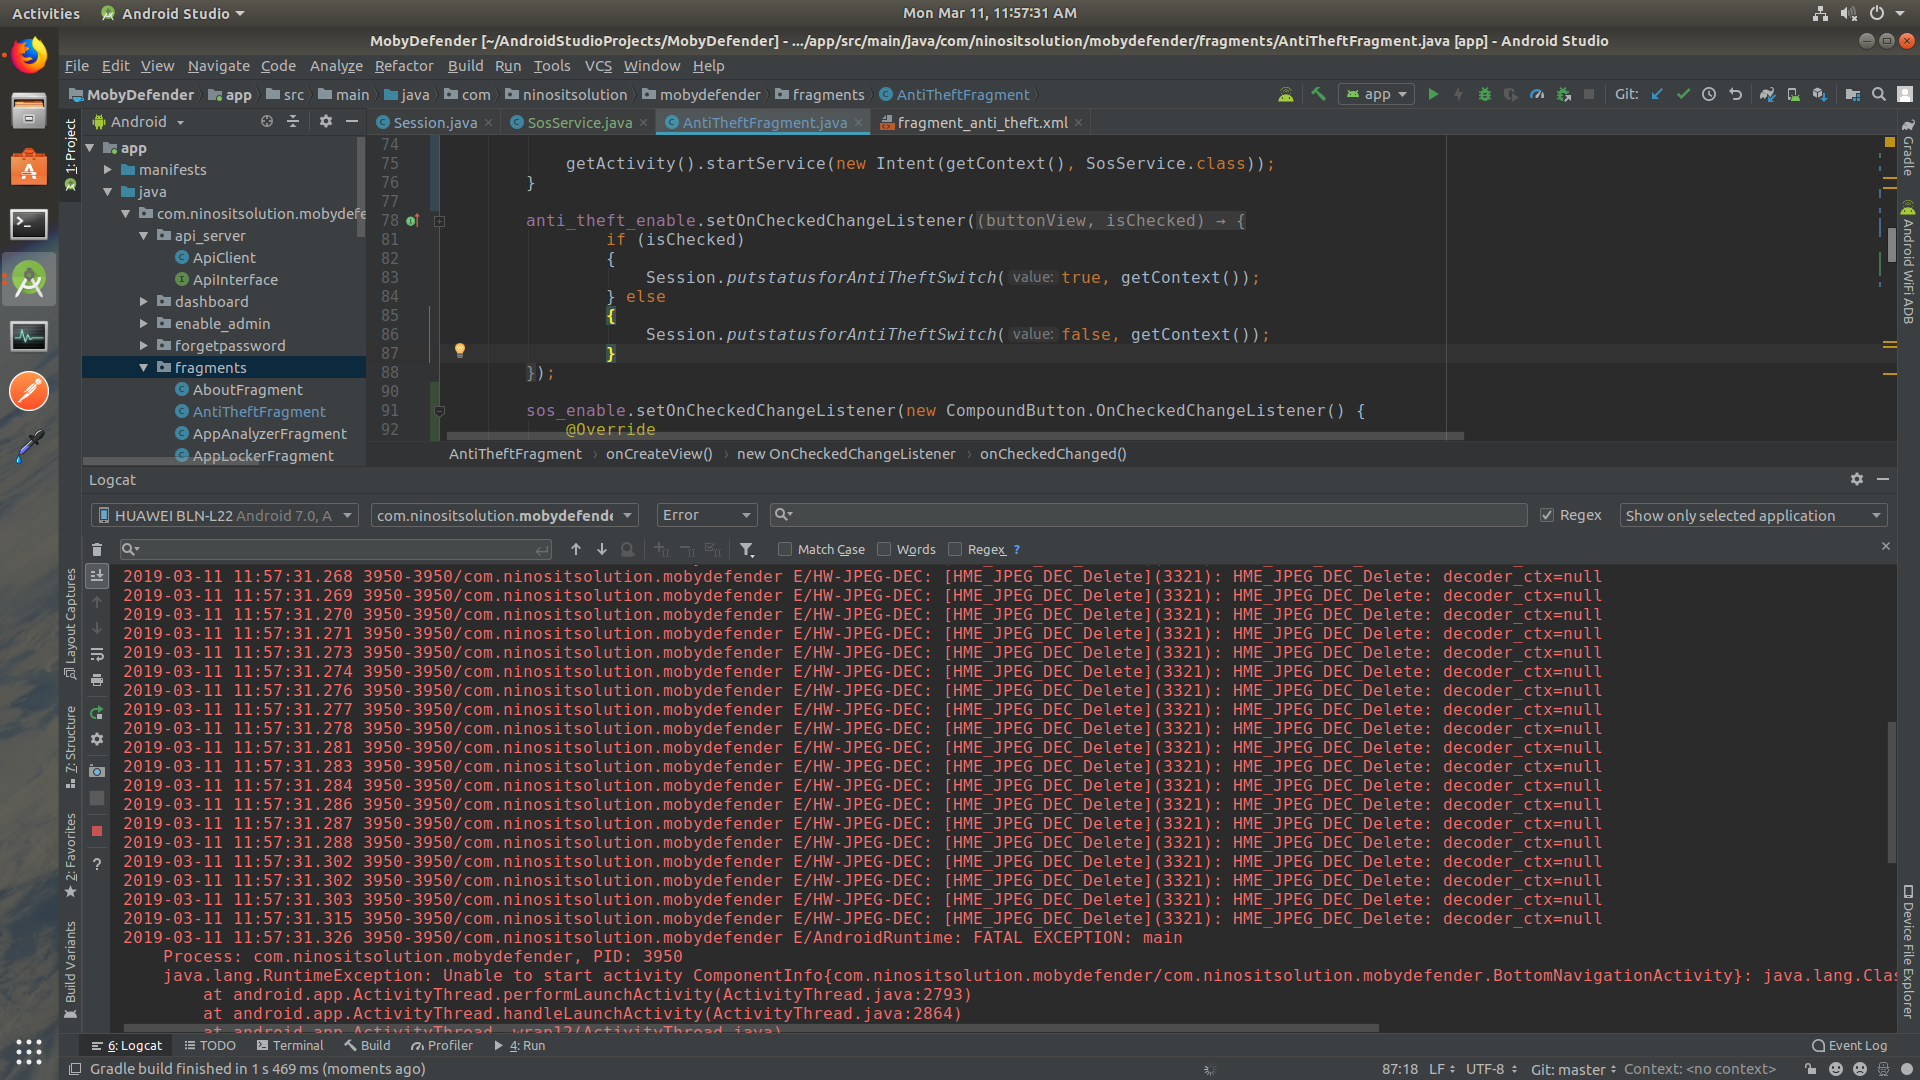 Activities
Android Studio
Mon Mar 11, 11:57:31 AM
MobyDefender [~/AndroidStudioProjects/MobyDefender] - .../app/src/main/java/com/ninositsolution/mobydefender/fragments/AntiTheftFragment.java [app] - Android Studio
File Edit View Navigate Code Analyze Refactor Build Run Tools VCS Window Help
MobyDefender app src main java com ninositsolution mobydefender fragments AntiTheftFragment
app
Git:
Android
Session.java SosService.java AntiTheftFragment.java fragment_anti_theft.xml
1: Project
app
manifests
java
com.ninositsolution.mobydefe
api_server
ApiClient
ApiInterface
dashboard
enable_admin
forgetpassword
fragments
AboutFragment
AntiTheftFragment
AppAnalyzerFragment
AppLockerFragment
74
75 getActivity().startService(new Intent(getContext(), SosService.class));
76 }
77
78 anti_theft_enable.setOnCheckedChangeListener((buttonView, isChecked) → {
81 if (isChecked)
82 {
83 Session.putstatusforAntiTheftSwitch( value: true, getContext());
84 } else
85 {
86 Session.putstatusforAntiTheftSwitch( value: false, getContext());
87 }
88 });
90
91 sos_enable.setOnCheckedChangeListener(new CompoundButton.OnCheckedChangeListener() {
92 @Override
AntiTheftFragment › onCreateView() › new OnCheckedChangeListener › onCheckedChanged()
Gradle
Android WiFi ADB
Device File Explorer
Logcat
HUAWEI BLN-L22 Android 7.0, A
com.ninositsolution.mobydefende
Error
Regex
Show only selected application
Match Case Words Regex ?
Layout Captures
7: Structure
2: Favorites
Build Variants
2019-03-11 11:57:31.268 3950-3950/com.ninositsolution.mobydefender E/HW-JPEG-DEC: [HME_JPEG_DEC_Delete](3321): HME_JPEG_DEC_Delete: decoder_ctx=null
2019-03-11 11:57:31.269 3950-3950/com.ninositsolution.mobydefender E/HW-JPEG-DEC: [HME_JPEG_DEC_Delete](3321): HME_JPEG_DEC_Delete: decoder_ctx=null
2019-03-11 11:57:31.270 3950-3950/com.ninositsolution.mobydefender E/HW-JPEG-DEC: [HME_JPEG_DEC_Delete](3321): HME_JPEG_DEC_Delete: decoder_ctx=null
2019-03-11 11:57:31.271 3950-3950/com.ninositsolution.mobydefender E/HW-JPEG-DEC: [HME_JPEG_DEC_Delete](3321): HME_JPEG_DEC_Delete: decoder_ctx=null
2019-03-11 11:57:31.273 3950-3950/com.ninositsolution.mobydefender E/HW-JPEG-DEC: [HME_JPEG_DEC_Delete](3321): HME_JPEG_DEC_Delete: decoder_ctx=null
2019-03-11 11:57:31.274 3950-3950/com.ninositsolution.mobydefender E/HW-JPEG-DEC: [HME_JPEG_DEC_Delete](3321): HME_JPEG_DEC_Delete: decoder_ctx=null
2019-03-11 11:57:31.276 3950-3950/com.ninositsolution.mobydefender E/HW-JPEG-DEC: [HME_JPEG_DEC_Delete](3321): HME_JPEG_DEC_Delete: decoder_ctx=null
2019-03-11 11:57:31.277 3950-3950/com.ninositsolution.mobydefender E/HW-JPEG-DEC: [HME_JPEG_DEC_Delete](3321): HME_JPEG_DEC_Delete: decoder_ctx=null
2019-03-11 11:57:31.278 3950-3950/com.ninositsolution.mobydefender E/HW-JPEG-DEC: [HME_JPEG_DEC_Delete](3321): HME_JPEG_DEC_Delete: decoder_ctx=null
2019-03-11 11:57:31.281 3950-3950/com.ninositsolution.mobydefender E/HW-JPEG-DEC: [HME_JPEG_DEC_Delete](3321): HME_JPEG_DEC_Delete: decoder_ctx=null
2019-03-11 11:57:31.283 3950-3950/com.ninositsolution.mobydefender E/HW-JPEG-DEC: [HME_JPEG_DEC_Delete](3321): HME_JPEG_DEC_Delete: decoder_ctx=null
2019-03-11 11:57:31.284 3950-3950/com.ninositsolution.mobydefender E/HW-JPEG-DEC: [HME_JPEG_DEC_Delete](3321): HME_JPEG_DEC_Delete: decoder_ctx=null
2019-03-11 11:57:31.286 3950-3950/com.ninositsolution.mobydefender E/HW-JPEG-DEC: [HME_JPEG_DEC_Delete](3321): HME_JPEG_DEC_Delete: decoder_ctx=null
2019-03-11 11:57:31.287 3950-3950/com.ninositsolution.mobydefender E/HW-JPEG-DEC: [HME_JPEG_DEC_Delete](3321): HME_JPEG_DEC_Delete: decoder_ctx=null
2019-03-11 11:57:31.288 3950-3950/com.ninositsolution.mobydefender E/HW-JPEG-DEC: [HME_JPEG_DEC_Delete](3321): HME_JPEG_DEC_Delete: decoder_ctx=null
2019-03-11 11:57:31.302 3950-3950/com.ninositsolution.mobydefender E/HW-JPEG-DEC: [HME_JPEG_DEC_Delete](3321): HME_JPEG_DEC_Delete: decoder_ctx=null
2019-03-11 11:57:31.302 3950-3950/com.ninositsolution.mobydefender E/HW-JPEG-DEC: [HME_JPEG_DEC_Delete](3321): HME_JPEG_DEC_Delete: decoder_ctx=null
2019-03-11 11:57:31.303 3950-3950/com.ninositsolution.mobydefender E/HW-JPEG-DEC: [HME_JPEG_DEC_Delete](3321): HME_JPEG_DEC_Delete: decoder_ctx=null
2019-03-11 11:57:31.315 3950-3950/com.ninositsolution.mobydefender E/HW-JPEG-DEC: [HME_JPEG_DEC_Delete](3321): HME_JPEG_DEC_Delete: decoder_ctx=null
2019-03-11 11:57:31.326 3950-3950/com.ninositsolution.mobydefender E/AndroidRuntime: FATAL EXCEPTION: main
Process: com.ninositsolution.mobydefender, PID: 3950
java.lang.RuntimeException: Unable to start activity ComponentInfo{com.ninositsolution.mobydefender/com.ninositsolution.mobydefender.BottomNavigationActivity}: java.lang.Clas
at android.app.ActivityThread.performLaunchActivity(ActivityThread.java:2793)
at android.app.ActivityThread.handleLaunchActivity(ActivityThread.java:2864)
at android.app.ActivityThread.-wrap12(ActivityThread.java)
6: Logcat TODO Terminal Build Profiler 4: Run Event Log
Gradle build finished in 1 s 469 ms (moments ago)
87:18 LF UTF-8 Git: master Context: <no context>